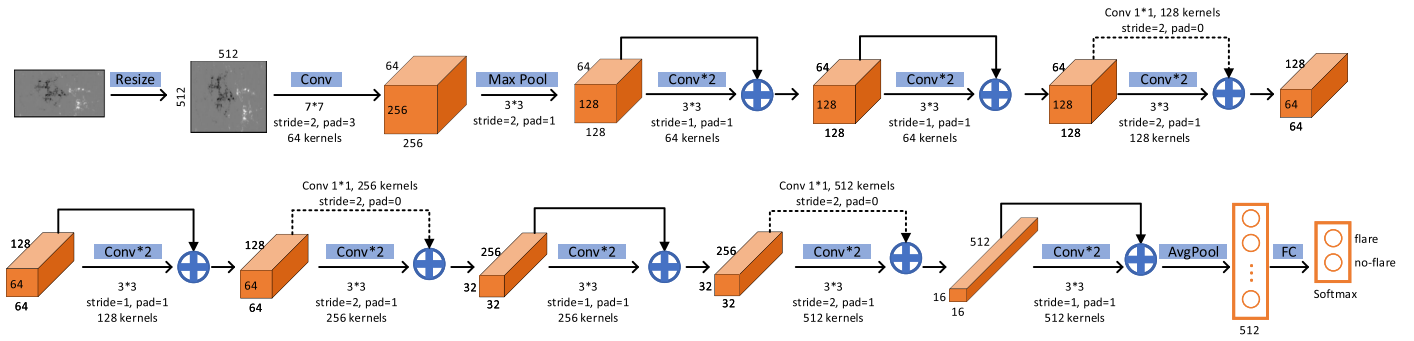 Conv 1*1, 128 kernels
stride=2, pad=0
512
512
Resize
Conv
7*7
stride=2, pad=3
64 kernels
64
256
256
Max Pool
3*3
stride=2, pad=1
64
128
128
Conv*2
3*3
stride=1, pad=1
64 kernels
64
128
128
Conv*2
3*3
stride=1, pad=1
64 kernels
64
128
128
Conv*2
3*3
stride=2, pad=1
128 kernels
128
64
64
128
64
64
Conv*2
3*3
stride=1, pad=1
128 kernels
Conv 1*1, 256 kernels
stride=2, pad=0
128
64
64
Conv*2
3*3
stride=2, pad=1
256 kernels
256
32
32
Conv*2
3*3
stride=1, pad=1
256 kernels
Conv 1*1, 512 kernels
stride=2, pad=0
256
32
32
Conv*2
3*3
stride=2, pad=1
512 kernels
512
16
16
Conv*2
3*3
stride=1, pad=1
512 kernels
AvgPool
512
FC
flare
no-flare
Softmax